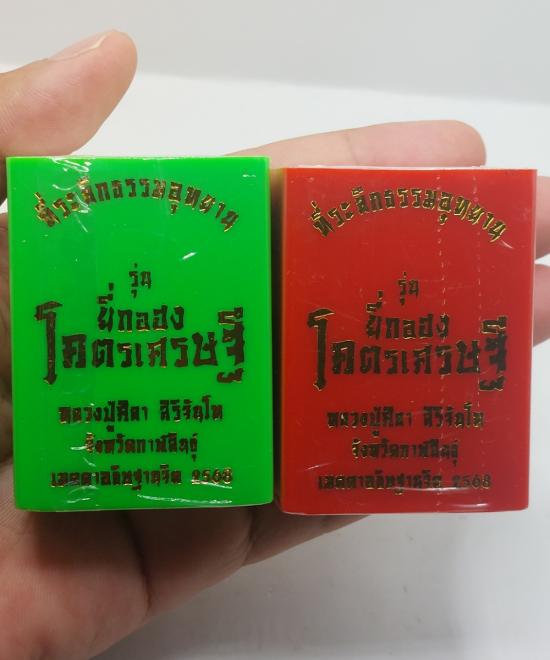 ที่ระลึกธรรมอุทยาน
รุ่น
ยี่กอฮง
โคตรเศรษฐี
หลวงปู่ศิลา สิริจันโท
จังหวัดกาฬสินธุ์
เมตตาอธิษฐานจิต 2568
ที่ระลึกธรรมอุทยาน
รุ่น
ยี่กอฮง
โคตรเศรษฐี
หลวงปู่ศิลา สิริจันโท
จังหวัดกาฬสินธุ์
เมตตาอธิษฐานจิต 2568